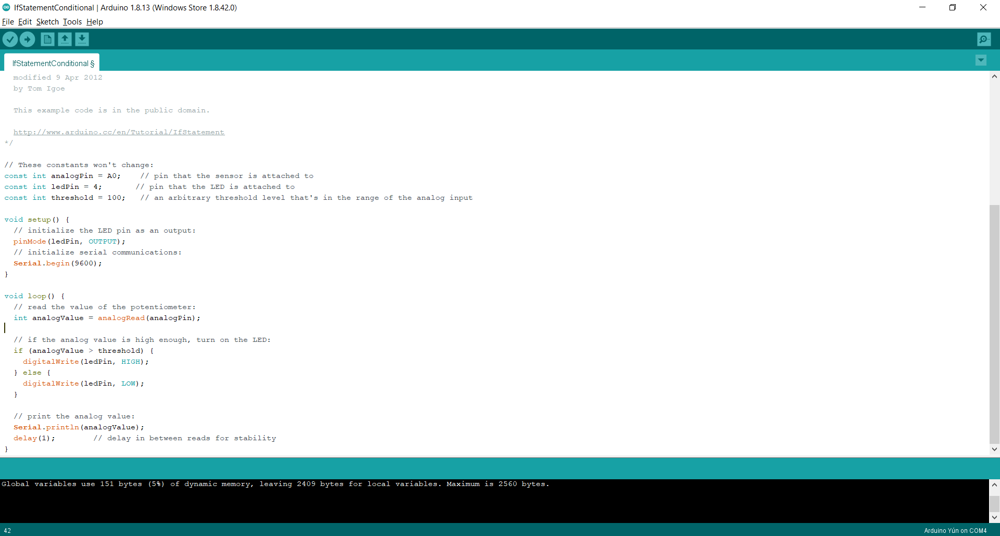 IfStatementConditional | Arduino 1.8.13 (Windows Store 1.8.42.0)
File Edit Sketch Tools Help
IfStatementConditional §
modified 9 Apr 2012
by Tom Igoe
This example code is in the public domain.
http://www.arduino.cc/en/Tutorial/IfStatement
*/
// These constants won't change:
const int analogPin = A0;    // pin that the sensor is attached to
const int ledPin = 4;       // pin that the LED is attached to
const int threshold = 100;   // an arbitrary threshold level that's in the range of the analog input
void setup() {
  // initialize the LED pin as an output:
  pinMode(ledPin, OUTPUT);
  // initialize serial communications:
  Serial.begin(9600);
}
void loop() {
  // read the value of the potentiometer:
  int analogValue = analogRead(analogPin);
  // if the analog value is high enough, turn on the LED:
  if (analogValue > threshold) {
    digitalWrite(ledPin, HIGH);
  } else {
    digitalWrite(ledPin, LOW);
  }
  // print the analog value:
  Serial.println(analogValue);
  delay(1);        // delay in between reads for stability
}
Global variables use 151 bytes (5%) of dynamic memory, leaving 2409 bytes for local variables. Maximum is 2560 bytes.
42
Arduino Yún on COM4